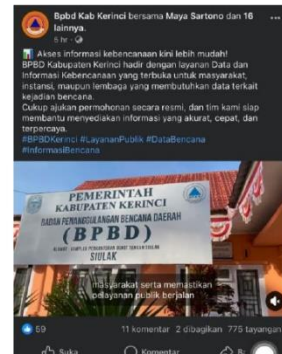 Bpbd Kab Kerinci bersama Maya Sartono dan 16
lainnya.
5 hr
Akses informasi kebencanaan kini lebih mudah!
BPBD Kabupaten Kerinci hadir dengan layanan Data dan
Informasi Kebencanaan yang terbuka untuk masyarakat,
instansi, maupun lembaga yang membutuhkan data terkait
kejadian bencana.
Cukup ajukan permohonan secara resmi, dan tim kami siap
membantu menyediakan informasi yang akurat, cepat, dan
terpercaya.
#BPBDKerinci #LayananPublik #DataBencana
#InformasiBencana
PEMERINTAH
KABUPATEN KERINCI
BADAN PENANGGULANGAN BENCANA DAERAH
(BPBD)
SIULAK
masyarakat serta memastikan
pelayanan publik berjalan
59
11 komentar 2 dibagikan 775 tayangan
Suka
Komentar